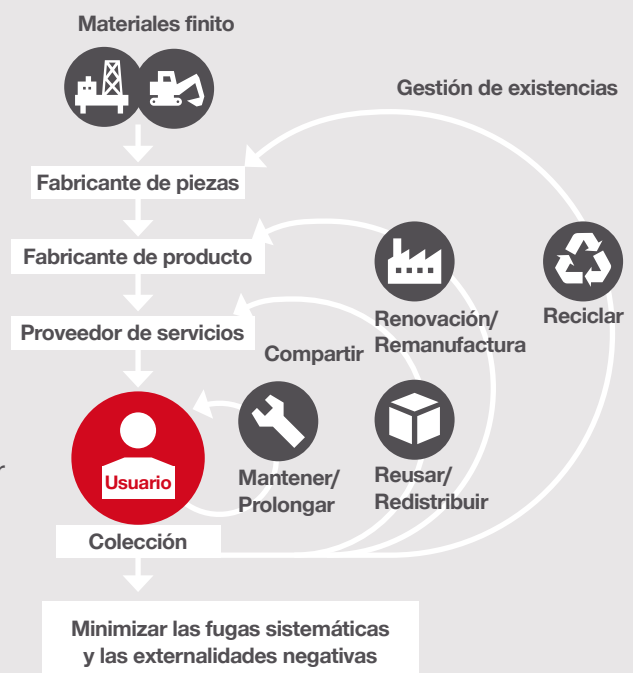 Materiales finito
Gestión de existencias
Fabricante de piezas
Fabricante de producto
Proveedor de servicios
Renovación/
Remanufactura
Reciclar
Compartir
Usuario
Mantener/
Prolongar
Reusar/
Redistribuir
r
Colección
Minimizar las fugas sistemáticas
y las externalidades negativas